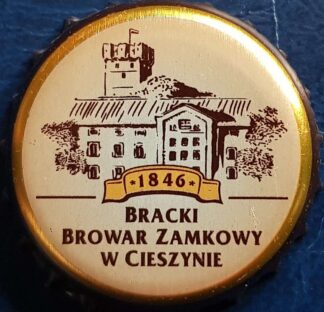 *1846*
BRACKI
BROWAR ZAMKOWY
W CIESZYNIE